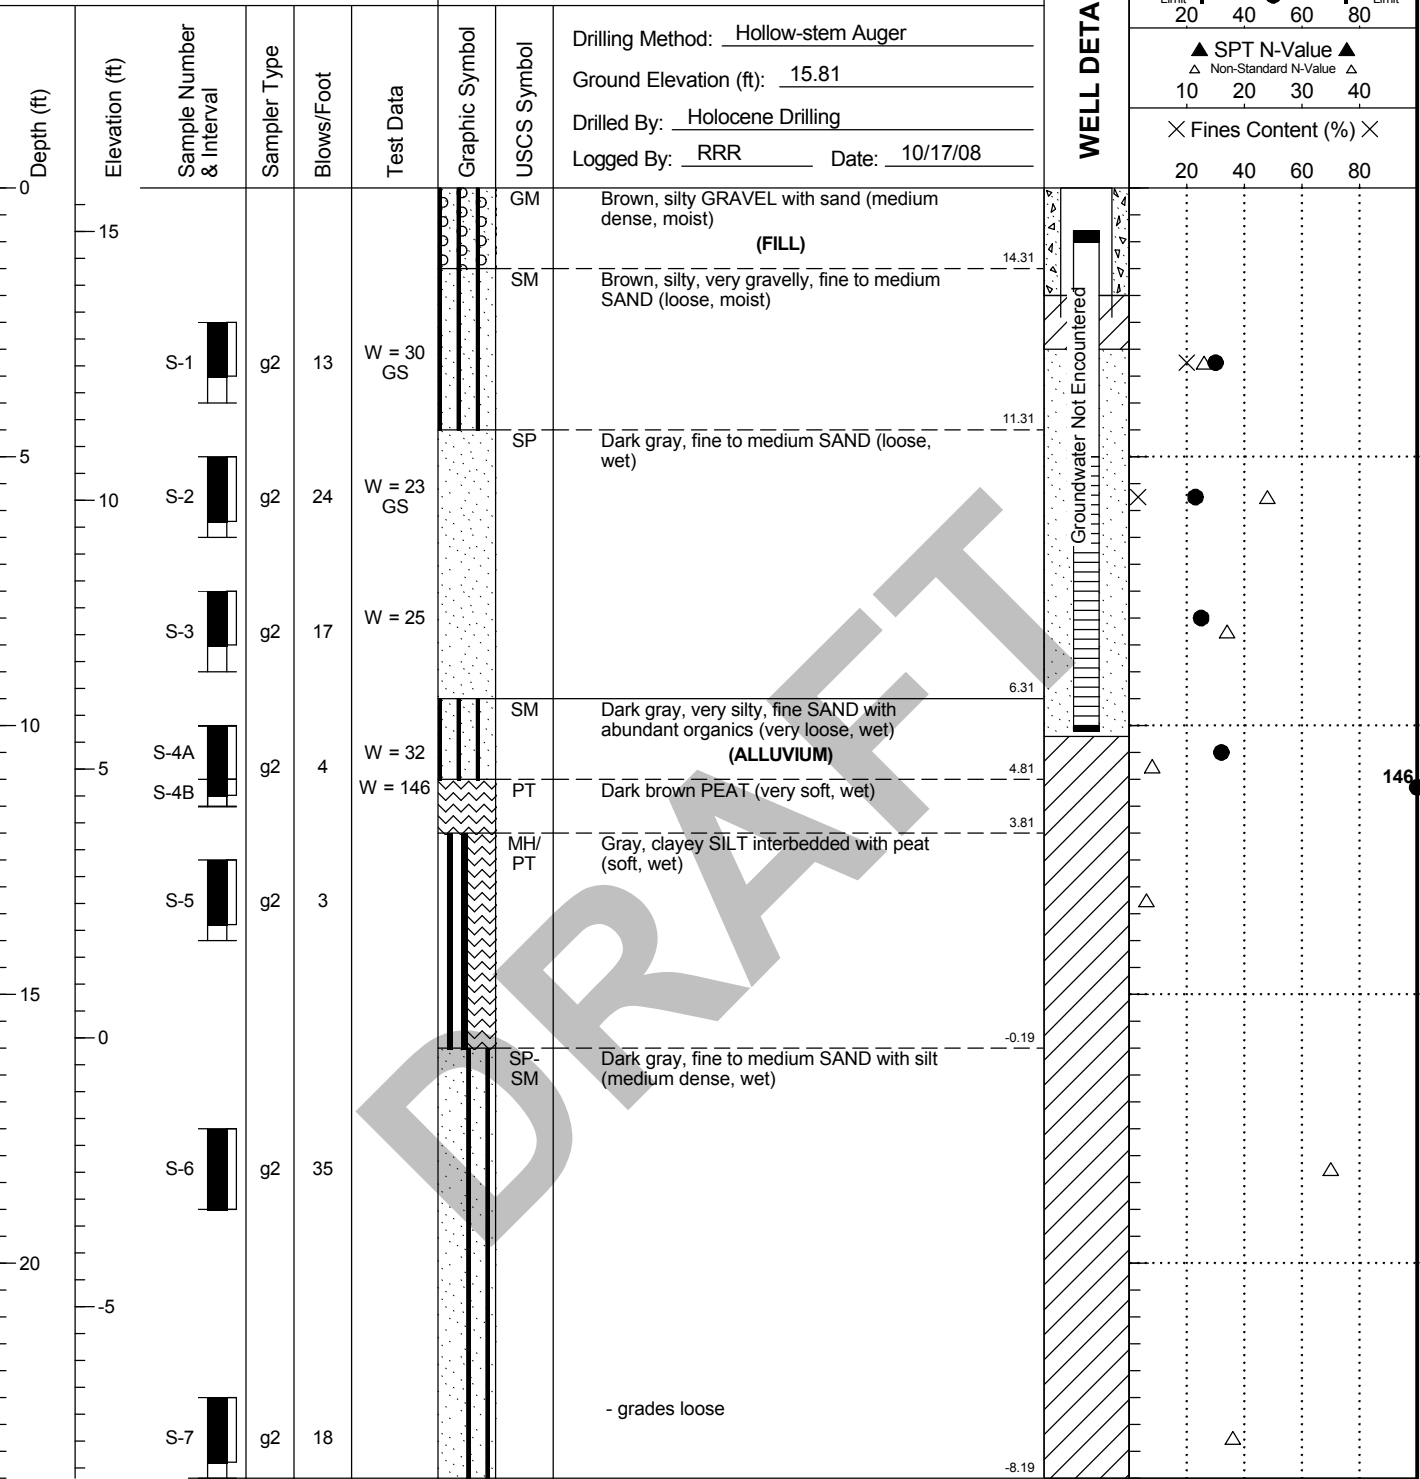 Limit
Limit
20 40 60 80
Drilling Method: Hollow-stem Auger
Ground Elevation (ft): 15.81
Drilled By: Holocene Drilling
Logged By: RRR Date: 10/17/08
Depth (ft)
Elevation (ft)
Sample Number
& Interval
Sampler Type
Blows/Foot
Test Data
Graphic Symbol
USCS Symbol
WELL DETA
SPT N-Value
Non-Standard N-Value
10 20 30 40
Fines Content (%)
20 40 60 80
0
GM
Brown, silty GRAVEL with sand (medium
dense, moist)
(FILL)
15
14.31
SM
Brown, silty, very gravelly, fine to medium
SAND (loose, moist)
S-1 g2 13 W = 30
GS
Groundwater Not Encountered
11.31
SP
Dark gray, fine to medium SAND (loose,
wet)
5
S-2 g2 24 W = 23
GS
10
S-3 g2 17 W = 25
6.31
SM
Dark gray, very silty, fine SAND with
abundant organics (very loose, wet)
(ALLUVIUM)
10
S-4A g2 4 W = 32
5
4.81
S-4B W = 146
146
PT
Dark brown PEAT (very soft, wet)
3.81
MH/
PT
Gray, clayey SILT interbedded with peat
(soft, wet)
S-5 g2 3
15
0
-0.19
SP-
SM
Dark gray, fine to medium SAND with silt
(medium dense, wet)
S-6 g2 35
20
-5
- grades loose
S-7 g2 18
-8.19
DRAFT